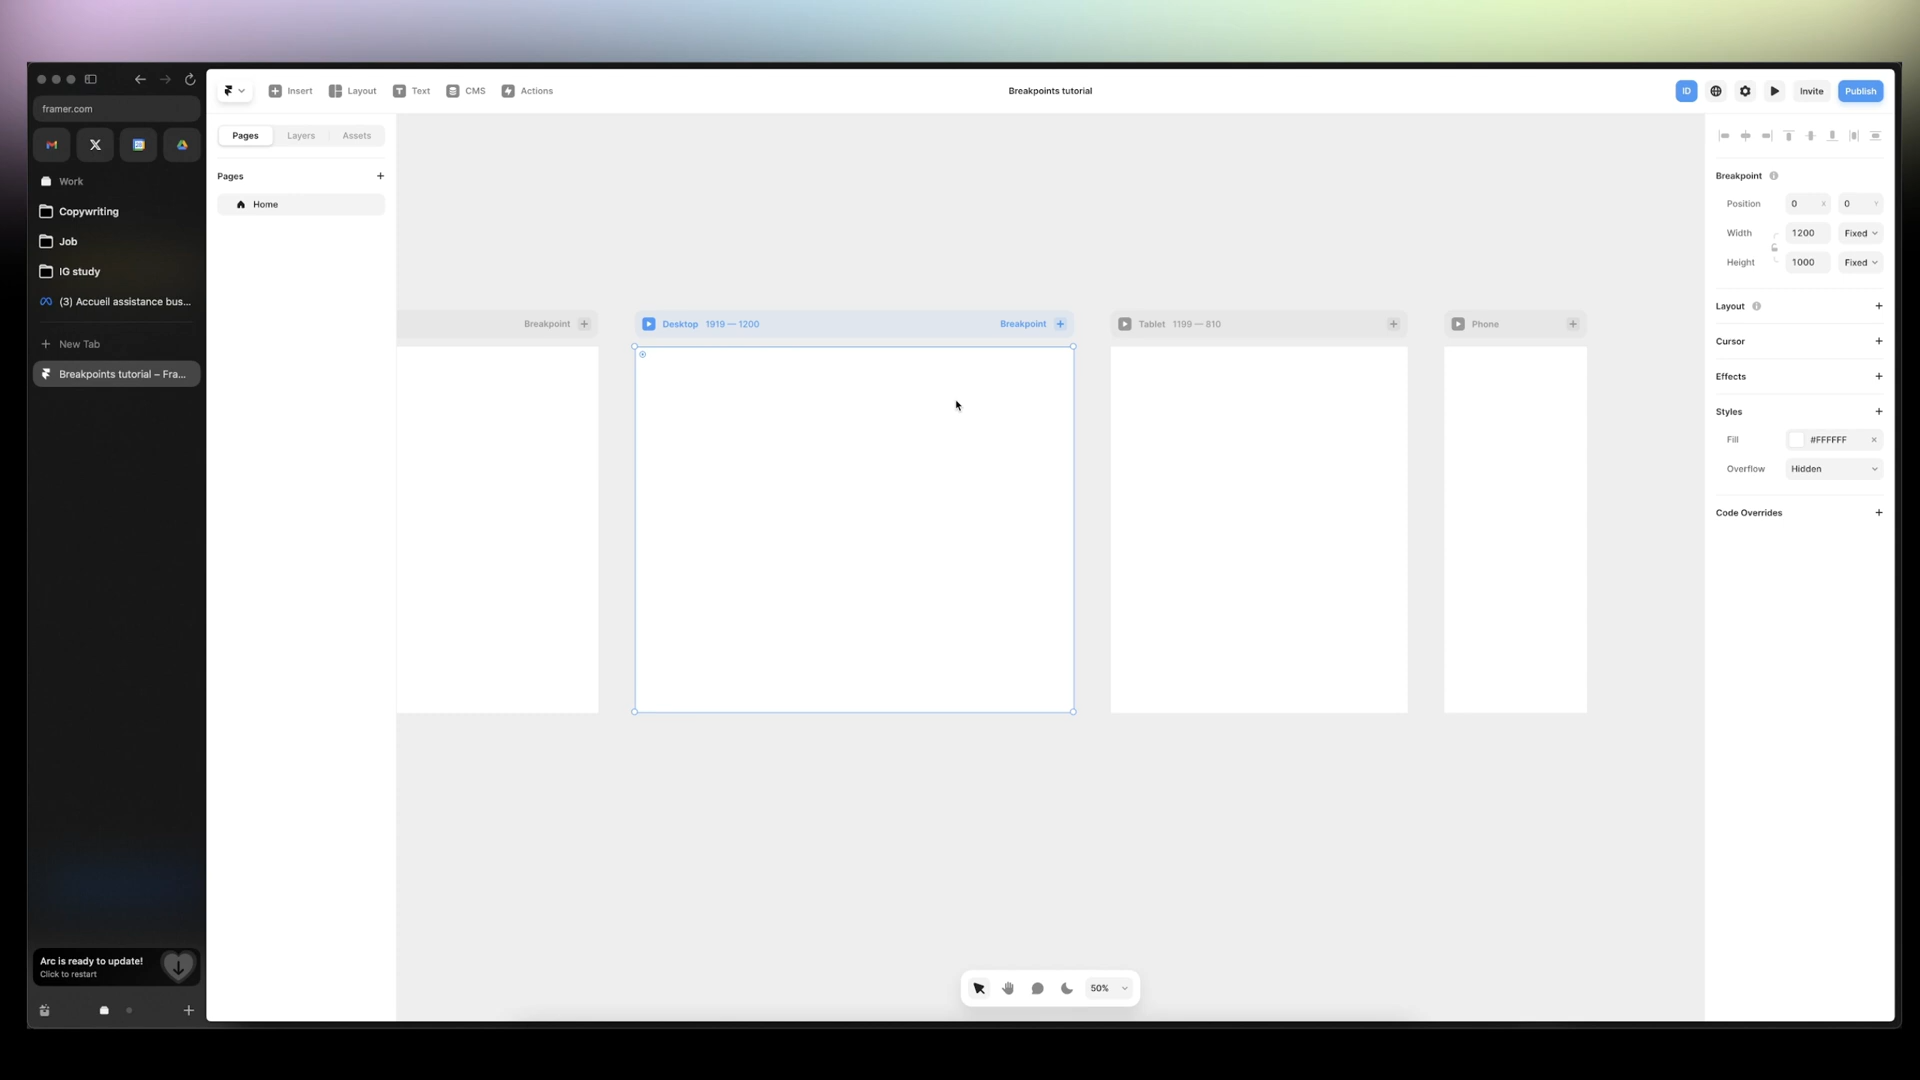 framer.com
Work
Copywriting
Job
IG study
(3) Accueil assistance bus...
New Tab
Breakpoints tutorial – Fra...
Arc is ready to update!
Click to restart
Insert
Layout
Text
CMS
Actions
Breakpoints tutorial
ID
Invite
Publish
Pages
Layers
Assets
Pages
Home
Breakpoint
Desktop 1919 — 1200
Breakpoint
Tablet 1199 — 810
Phone
50%
Breakpoint
Position 0 X 0 Y
Width 1200 Fixed
Height 1000 Fixed
Layout
Cursor
Effects
Styles
Fill #FFFFFF
Overflow Hidden
Code Overrides